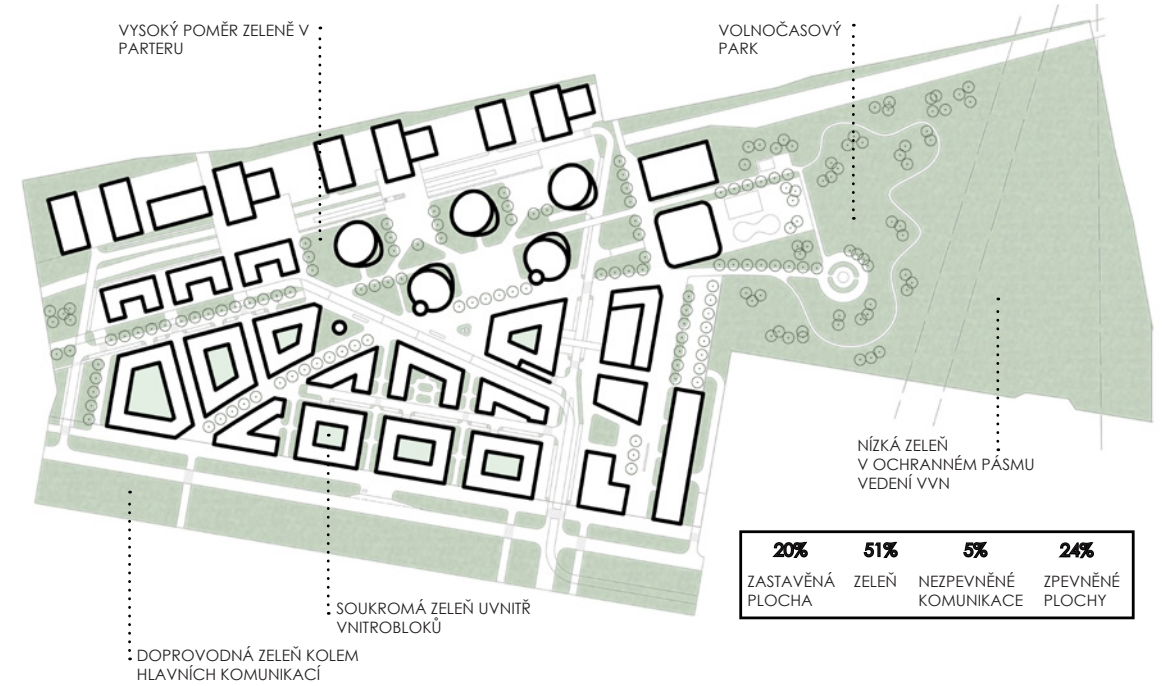 VYSOKÝ POMĚR ZELENĚ V
PARTERU
VOLNOČASOVÝ
PARK
NÍZKÁ ZELEŇ
V OCHRANNÉM PÁSMU
VEDENÍ VVN
20% 51% 5% 24%
ZASTAVĚNÁ ZELEŇ NEZPEVNĚNÉ ZPEVNĚNÉ
PLOCHA KOMUNIKACE PLOCHY
SOUKROMÁ ZELEŇ UVNITŘ
VNITROBLOKŮ
DOPROVODNÁ ZELEŇ KOLEM
HLAVNÍCH KOMUNIKACÍ